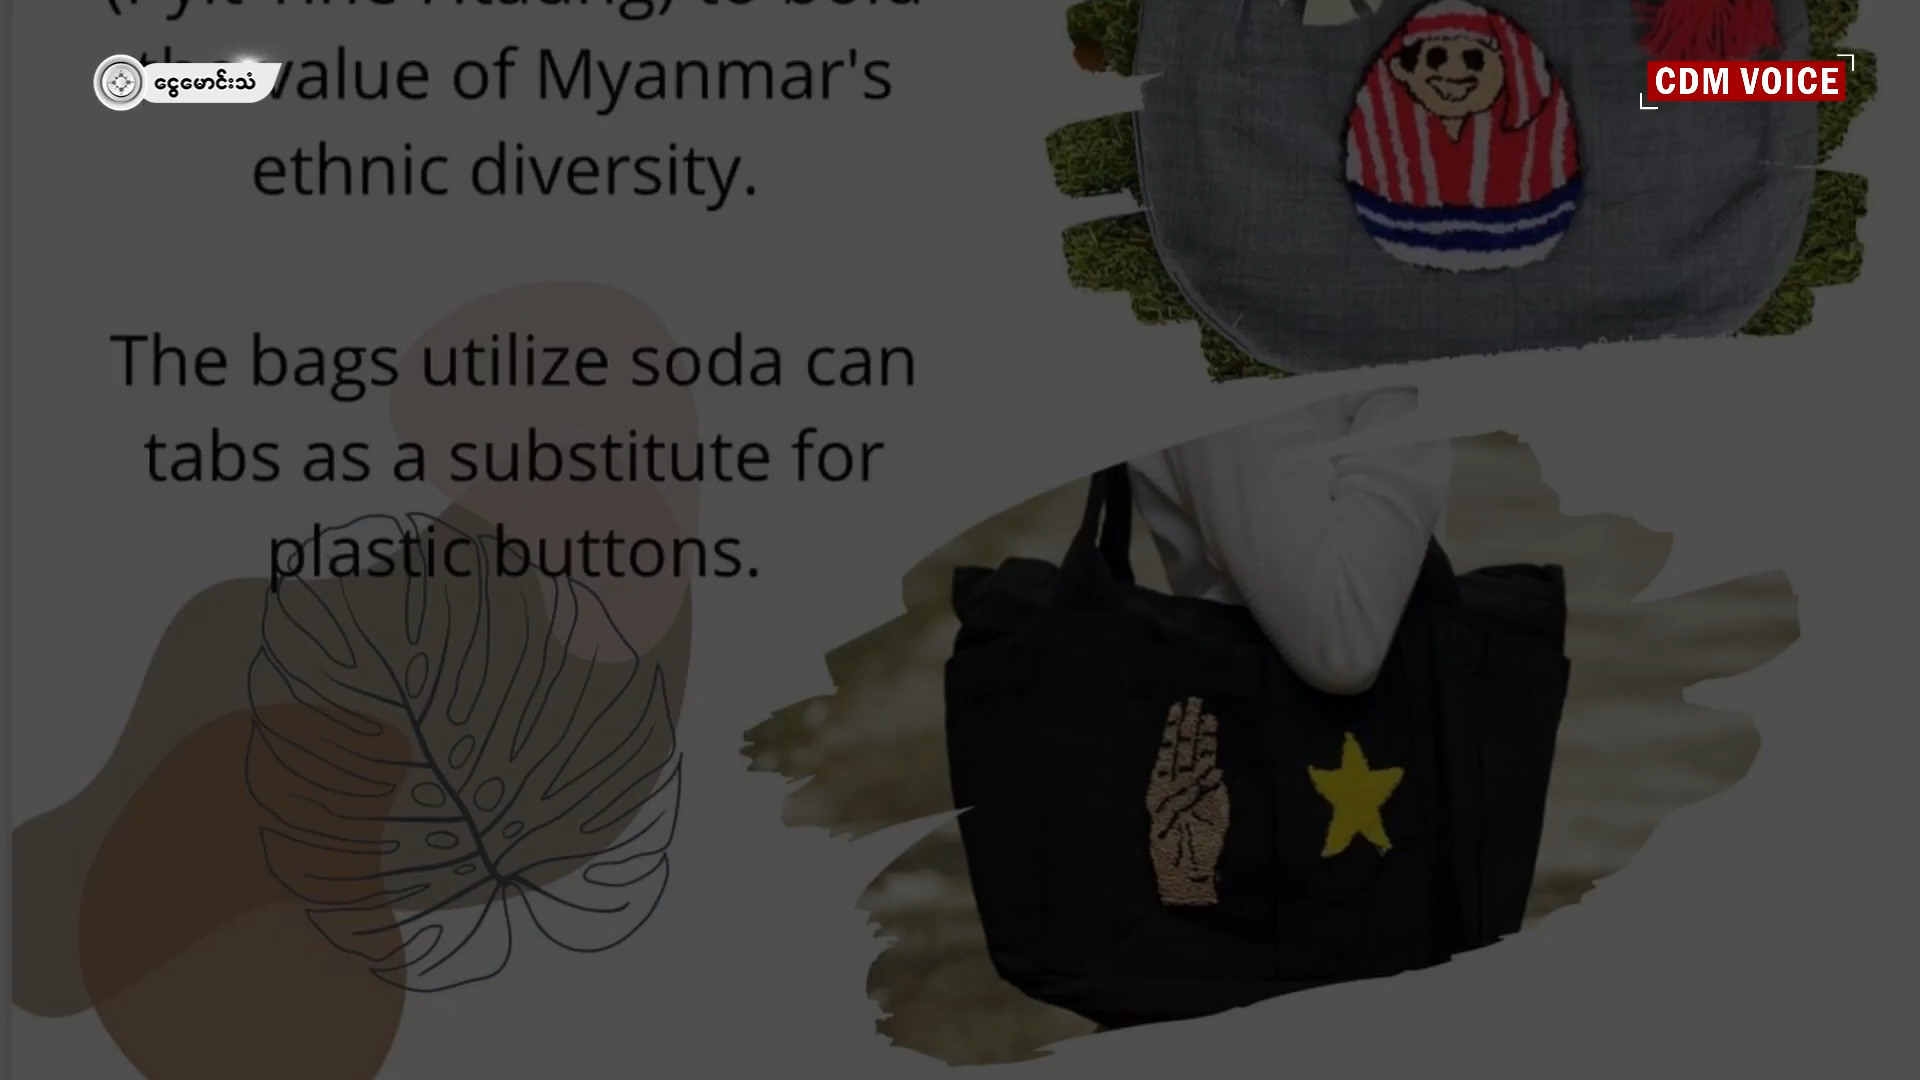 ငွေမောင်းသံ
CDM VOICE
value of Myanmar's
ethnic diversity.
The bags utilize soda can
tabs as a substitute for
plastic buttons.